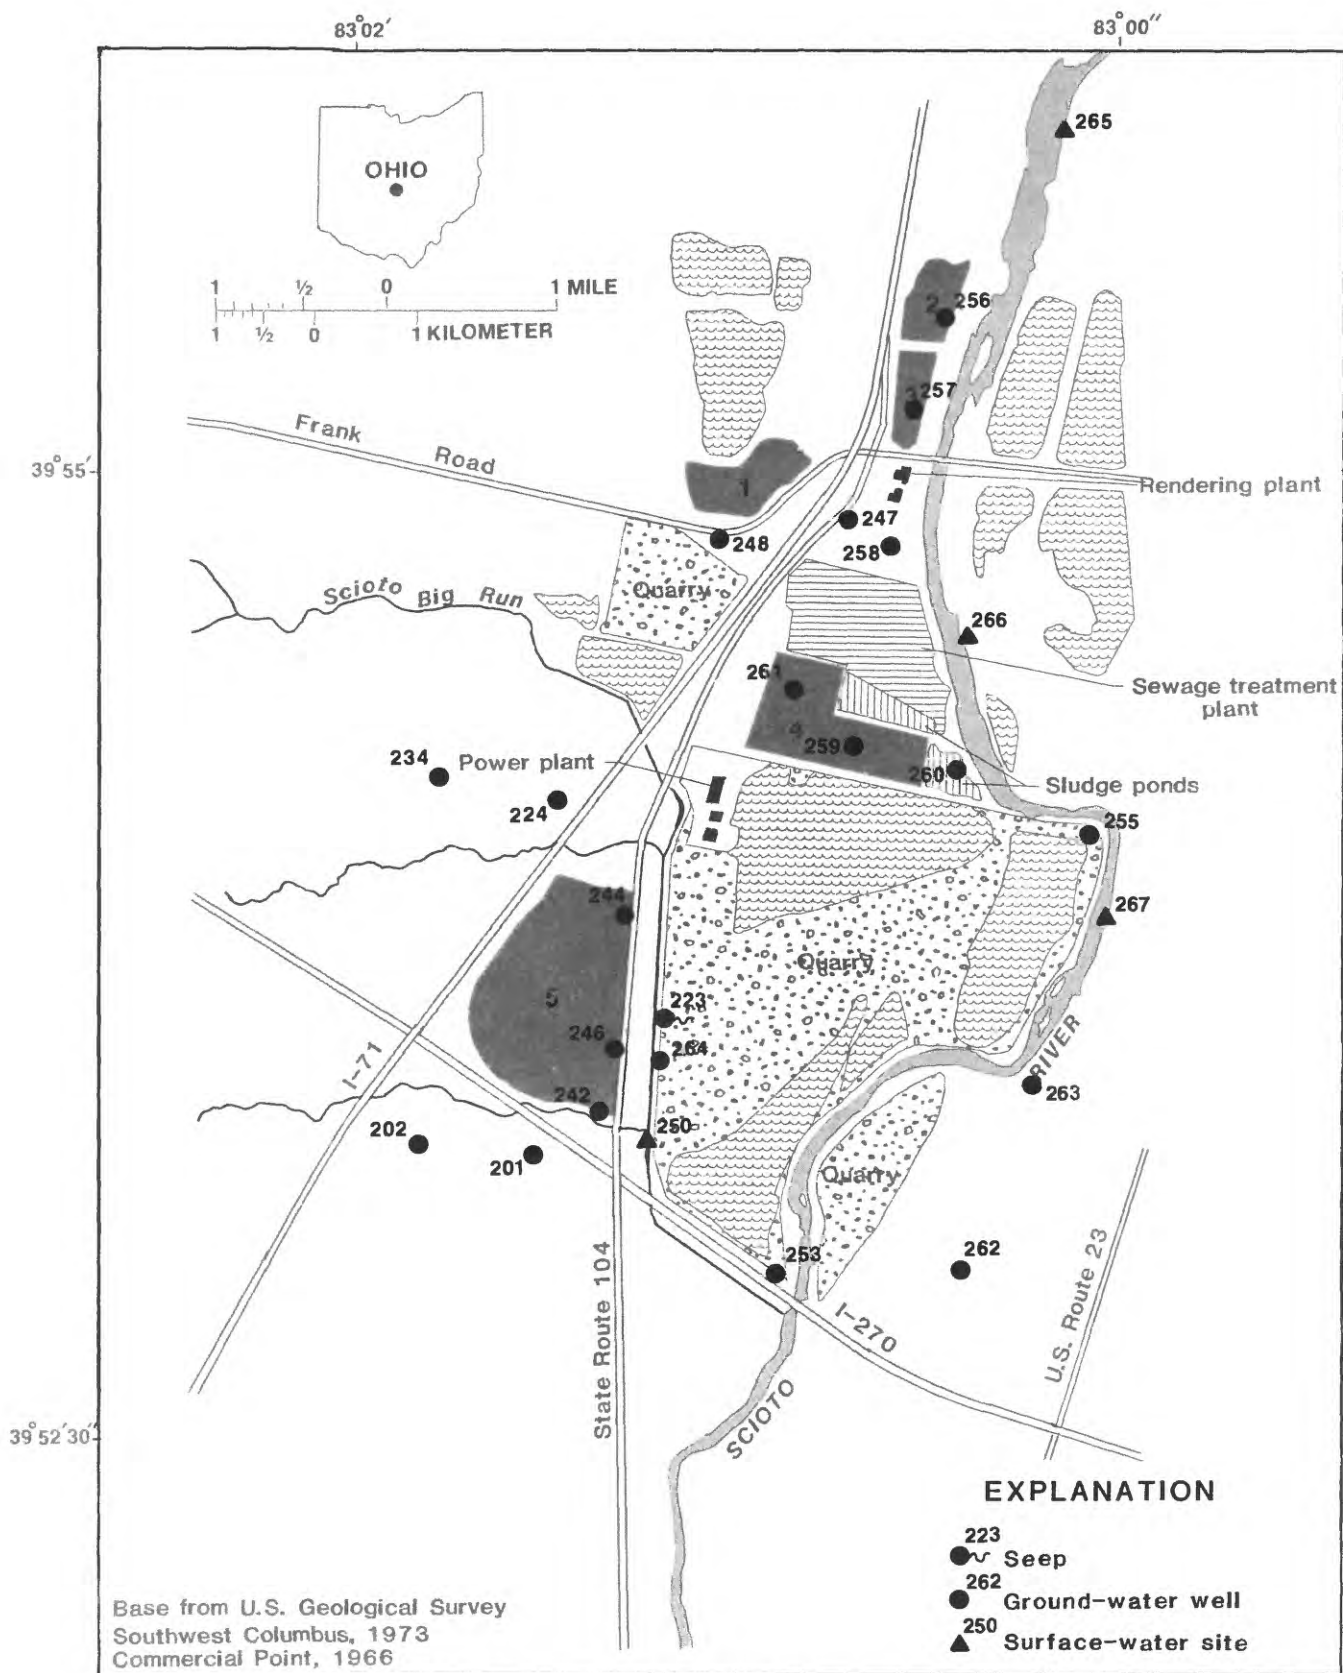 83°02′
83°00″
265
OHIO
1 ½ 0 1 MILE
1 ½ 0 1 KILOMETER
2
256
3
257
Frank
Road
39°55′
1
Rendering plant
247
248
258
Scioto Big Run
Quarry
266
261
Sewage treatment
plant
4
259
234
Power plant
260
Sludge ponds
224
255
244
267
Quarry
5
223
246
264
I-71
RIVER
263
242
250
202
201
Quarry
253
262
State Route 104
U.S. Route 23
I-270
SCIOTO
39°52′30″
EXPLANATION
223
Seep
262
Ground-water well
250
Surface-water site
Base from U.S. Geological Survey
Southwest Columbus, 1973
Commercial Point, 1966